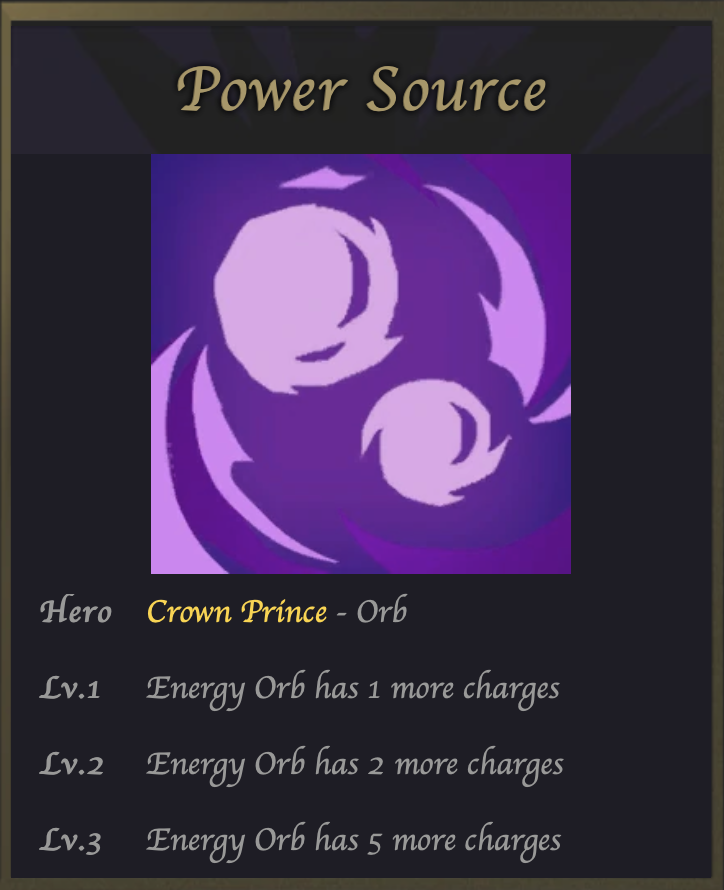 Power Source
Hero Crown Prince - Orb
Lv.1 Energy Orb has 1 more charges
Lv.2 Energy Orb has 2 more charges
Lv.3 Energy Orb has 5 more charges